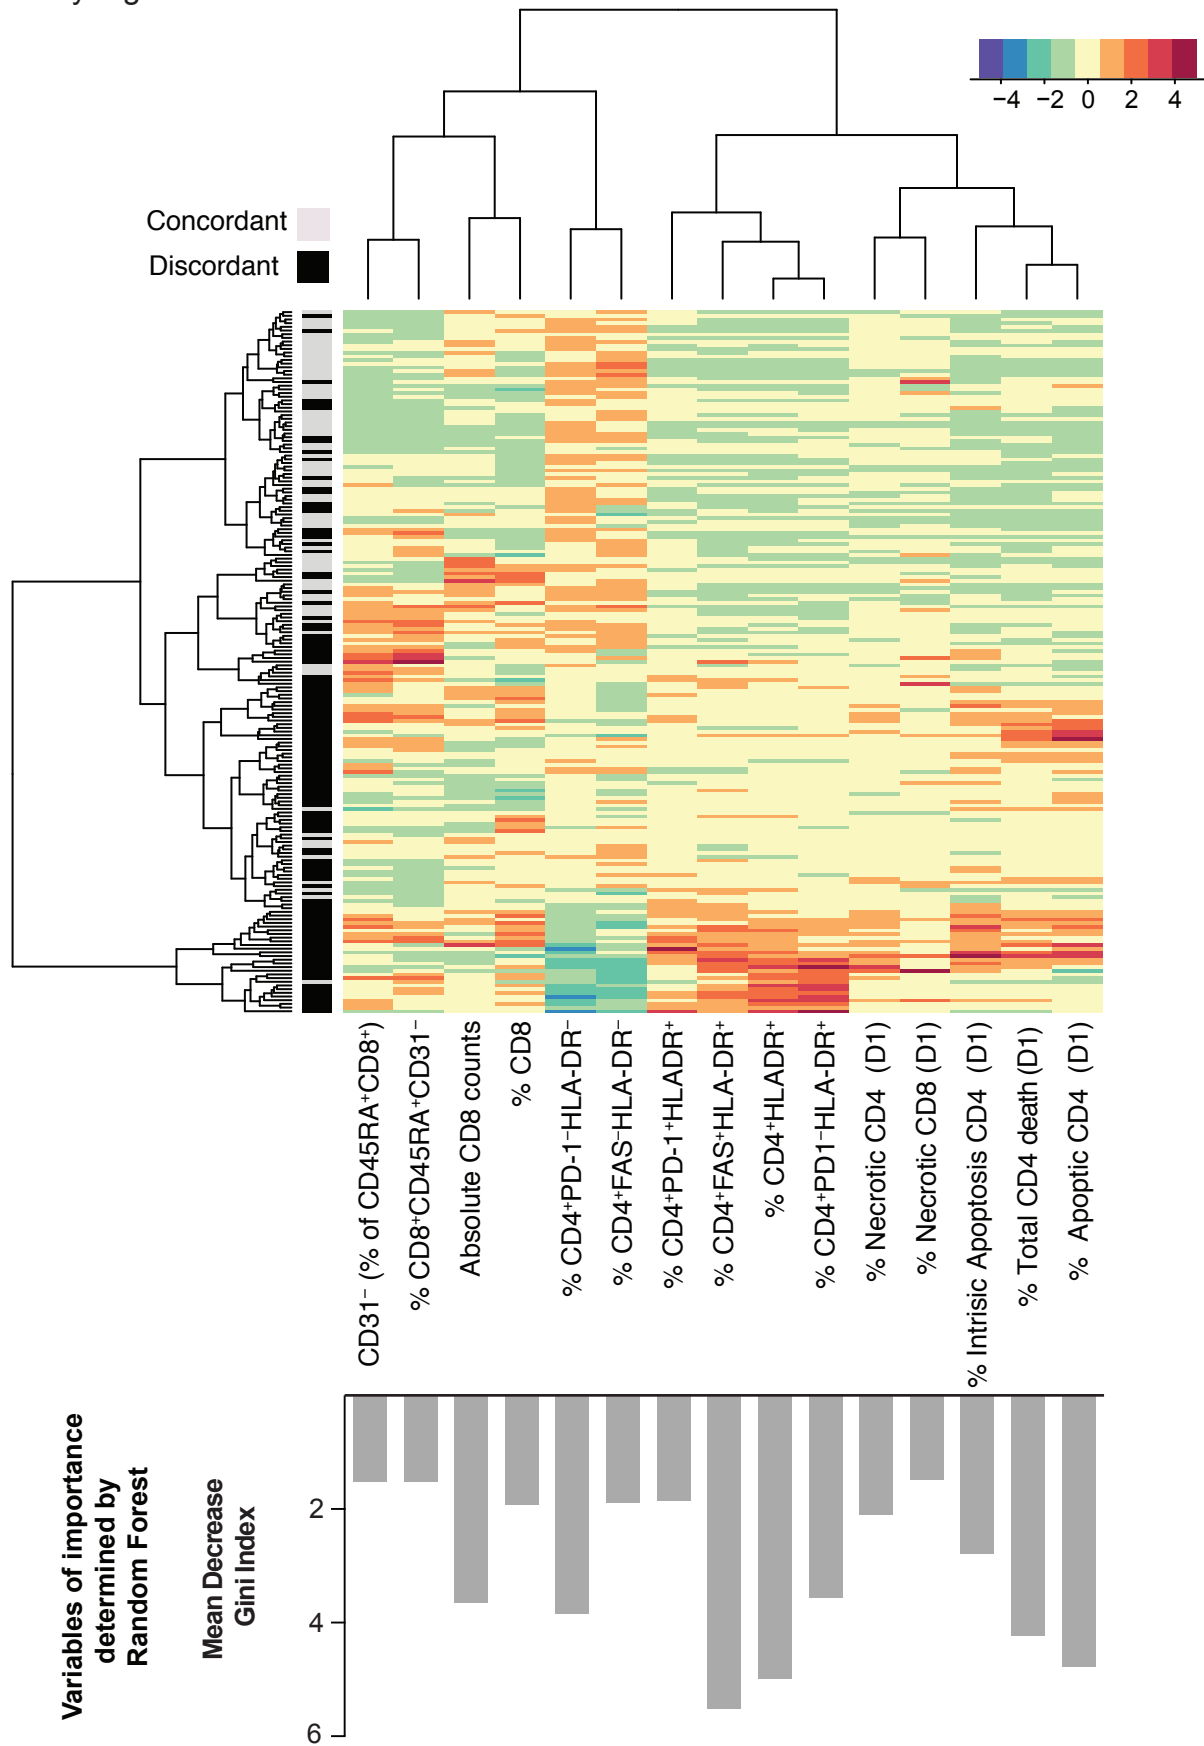 −4 −2 0 2 4
Concordant
Discordant
CD31⁻ (% of CD45RA⁺CD8⁺)
% CD8⁺CD45RA⁺CD31⁻
Absolute CD8 counts
% CD8
% CD4⁺PD-1⁻HLA-DR⁻
% CD4⁺FAS⁻HLA-DR⁻
% CD4⁺PD-1⁺HLADR⁺
% CD4⁺FAS⁺HLA-DR⁺
% CD4⁺HLADR⁺
% CD4⁺PD1⁻HLA-DR⁺
% Necrotic CD4 (D1)
% Necrotic CD8 (D1)
% Intrisic Apoptosis CD4 (D1)
% Total CD4 death (D1)
% Apoptic CD4 (D1)
Variables of importance
determined by
Random Forest
Mean Decrease
Gini Index
2
4
6